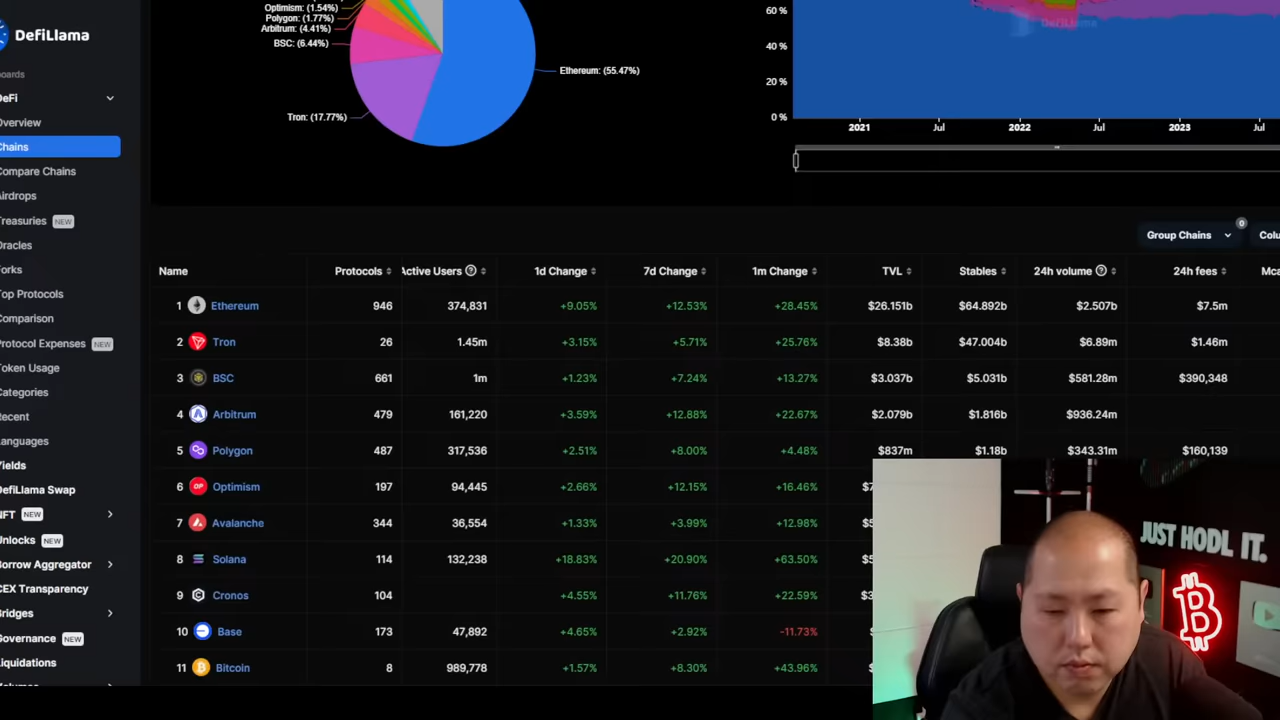 Optimism: (1.54%)
Polygon: (1.77%)
Arbitrum: (4.41%)
BSC: (6.44%)
Ethereum: (55.47%)
Tron: (17.77%)
60 %
40 %
20 %
0 %
DefiLlama
2021 Jul 2022 Jul 2023 Jul
DefiLlama
oards
DeFi
Overview
Chains
Compare Chains
Airdrops
Treasuries NEW
Oracles
Forks
Top Protocols
Comparison
Protocol Expenses NEW
Token Usage
Categories
Recent
Languages
Yields
DefiLlama Swap
NFT NEW
Unlocks NEW
Borrow Aggregator
CEX Transparency
Bridges
Governance NEW
Liquidations
Group Chains 0 Colu
Name Protocols Active Users 1d Change 7d Change 1m Change TVL Stables 24h volume 24h fees Mca
1 Ethereum 946 374,831 +9.05% +12.53% +28.45% $26.151b $64.892b $2.507b $7.5m
2 Tron 26 1.45m +3.15% +5.71% +25.76% $8.38b $47.004b $6.89m $1.46m
3 BSC 661 1m +1.23% +7.24% +13.27% $3.037b $5.031b $581.28m $390,348
4 Arbitrum 479 161,220 +3.59% +12.88% +22.67% $2.079b $1.816b $936.24m
5 Polygon 487 317,536 +2.51% +8.00% +4.48% $837m $1.18b $343.31m $160,139
6 Optimism 197 94,445 +2.66% +12.15% +16.46% $7
7 Avalanche 344 36,554 +1.33% +3.99% +12.98% $5
8 Solana 114 132,238 +18.83% +20.90% +63.50% $5
9 Cronos 104 +4.55% +11.76% +22.59% $3
10 Base 173 47,892 +4.65% +2.92% -11.73% $
11 Bitcoin 8 989,778 +1.57% +8.30% +43.96% $
JUST HODL IT.